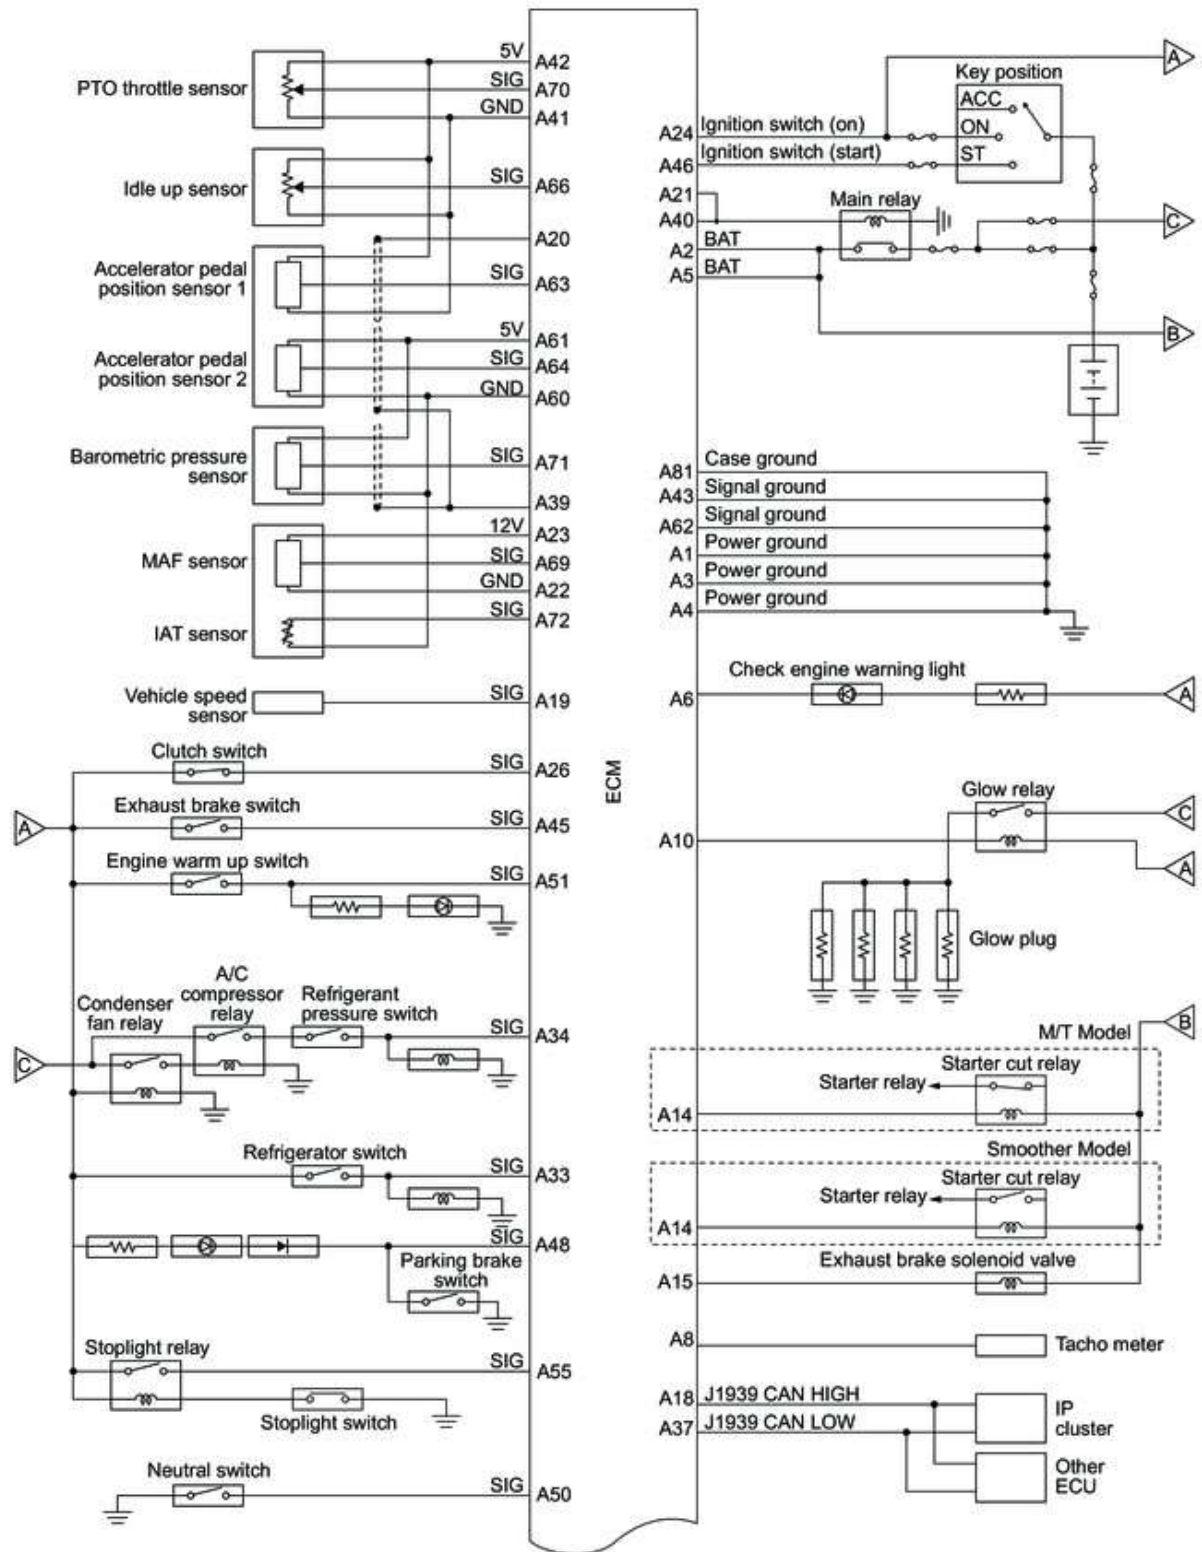 PTO throttle sensor
5V
A42
SIG
A70
GND
A41
Idle up sensor
SIG
A66
A20
Accelerator pedal
position sensor 1
SIG
A63
5V
A61
Accelerator pedal
position sensor 2
SIG
A64
GND
A60
Barometric pressure
sensor
SIG
A71
A39
12V
A23
MAF sensor
SIG
A69
GND
A22
SIG
A72
IAT sensor
Vehicle speed
sensor
SIG
A19
Clutch switch
SIG
A26
A
Exhaust brake switch
SIG
A45
Engine warm up switch
SIG
A51
A/C
compressor
relay
Condenser
fan relay
Refrigerant
pressure switch
SIG
A34
C
Refrigerator switch
SIG
A33
SIG
A48
Parking brake
switch
Stoplight relay
SIG
A55
Stoplight switch
Neutral switch
SIG
A50
ECM
A
Key position
ACC
ON
ST
A24
Ignition switch (on)
A46
Ignition switch (start)
A21
A40
Main relay
C
A2
BAT
A5
BAT
B
A81
Case ground
A43
Signal ground
A62
Signal ground
A1
Power ground
A3
Power ground
A4
Power ground
Check engine warning light
A6
A
Glow relay
C
A10
A
Glow plug
B
M/T Model
Starter cut relay
Starter relay
A14
Smoother Model
Starter cut relay
Starter relay
A14
Exhaust brake solenoid valve
A15
A8
Tacho meter
A18
J1939 CAN HIGH
A37
J1939 CAN LOW
IP
cluster
Other
ECU